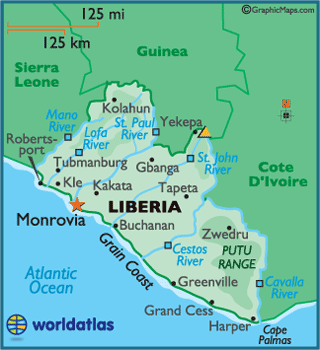 125 mi
125 km
©GraphicMaps.com
Guinea
Sierra
Leone
Kolahun
Mano
River
Lofa
River
St. Paul
River
Yekepa
Roberts-
port
Tubmanburg
Gbanga
St. John
River
Cote
D'Ivoire
Kle
Kakata
Tapeta
LIBERIA
Monrovia
Buchanan
Zwedru
PUTU
RANGE
Grain Coast
Cestos
River
Atlantic
Ocean
Greenville
Cavalla
River
Grand Cess
Harper
Cape
Palmas
worldatlas